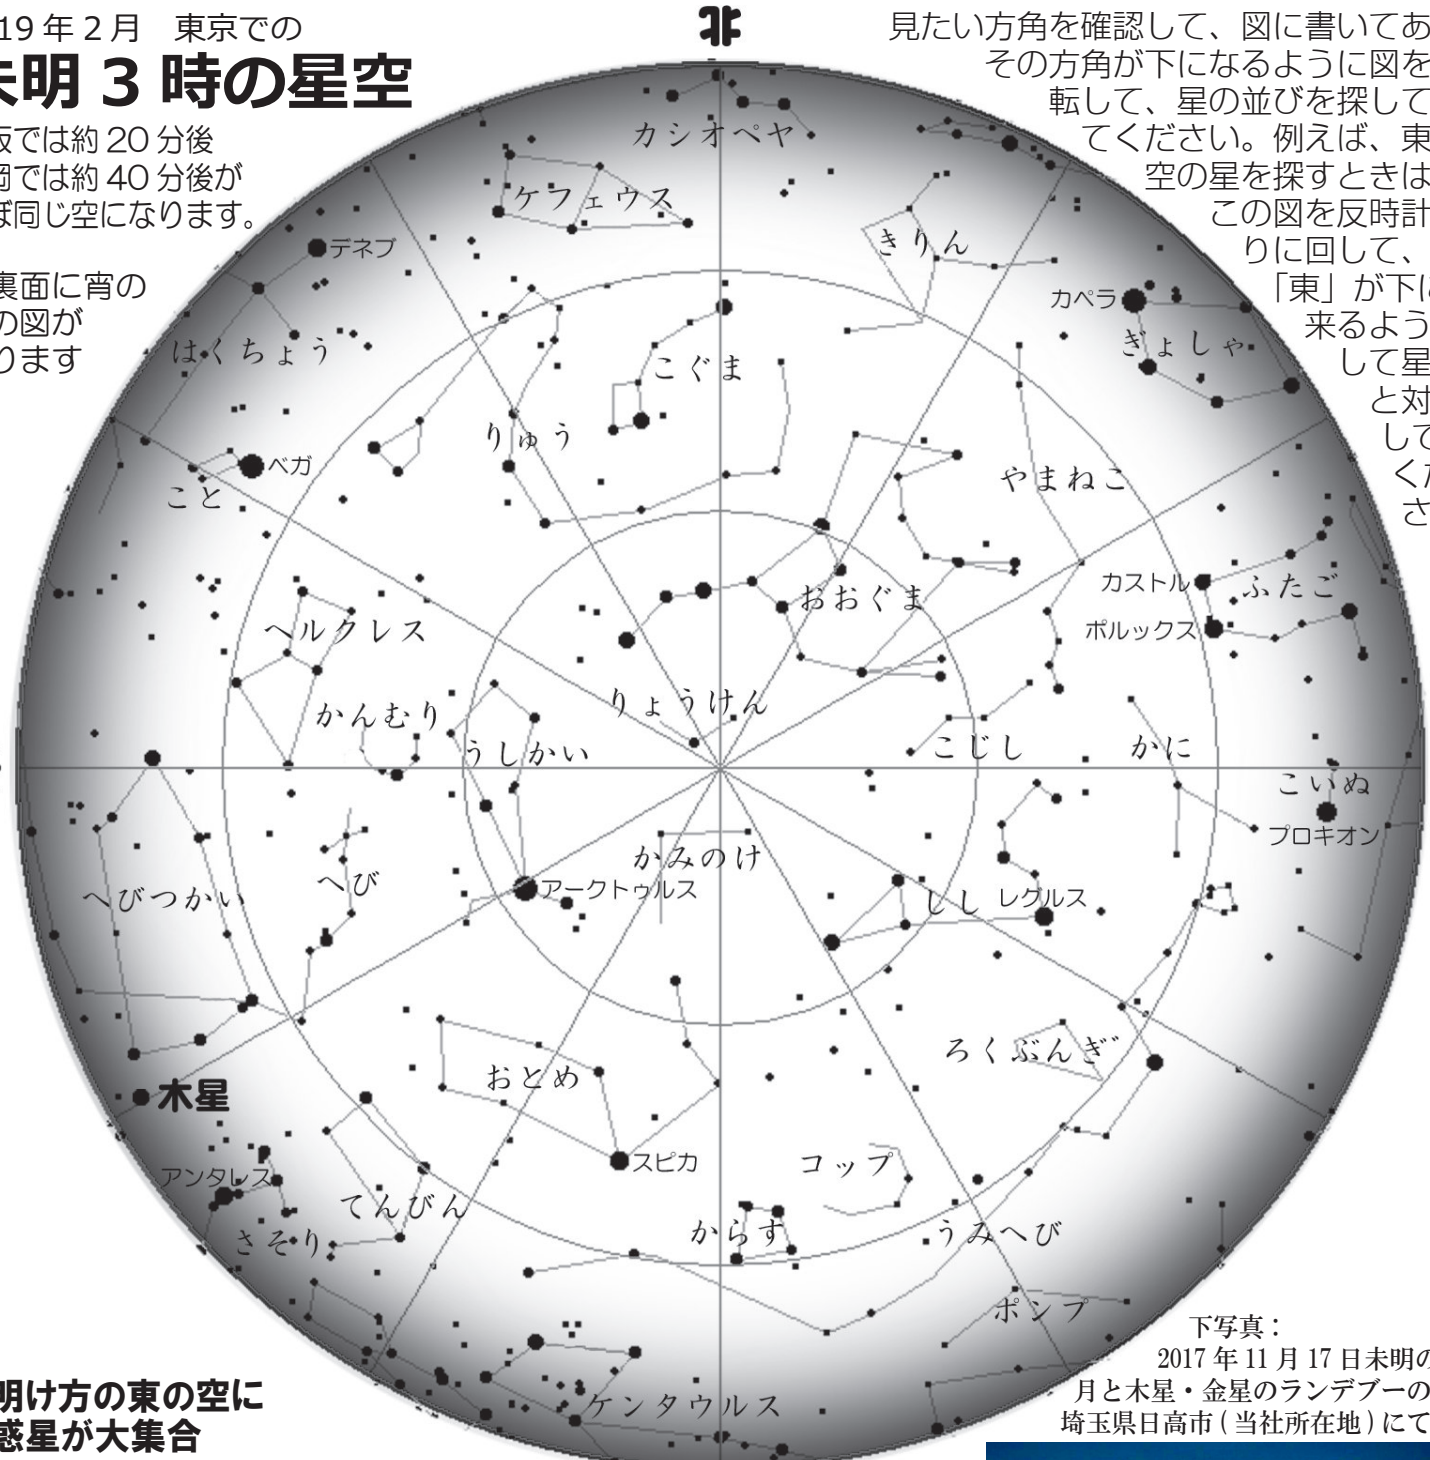 19年2月　東京での
未明3時の星空
阪では約20分後
岡では約40分後が
ぼ同じ空になります。
裏面に宵の
の図が
ります
北
見たい方角を確認して、図に書いてあ
その方角が下になるように図を
転して、星の並びを探して
てください。例えば、東
空の星を探すときは
この図を反時計
りに回して、
「東」が下に
来るよう
して星
と対
して
くだ
さ
カシオペヤ
ケフェウス
きりん
デネブ
カペラ
ぎょしゃ
はくちょう
こぐま
りゅう
ベガ
こと
やまねこ
カストル
ふたご
おおぐま
ポルックス
ヘルクレス
りょうけん
かんむり
うしかい
こじし
かに
こいぬ
プロキオン
かみのけ
へび
アークトゥルス
へびつかい
しし
レグルス
ろくぶんぎ
おとめ
木星
スピカ
コップ
アンタレス
てんびん
からす
うみへび
さそり
ポンプ
ケンタウルス
明け方の東の空に
惑星が大集合
下写真：
2017年11月17日未明の
月と木星・金星のランデブーの
埼玉県日高市(当社所在地)にて